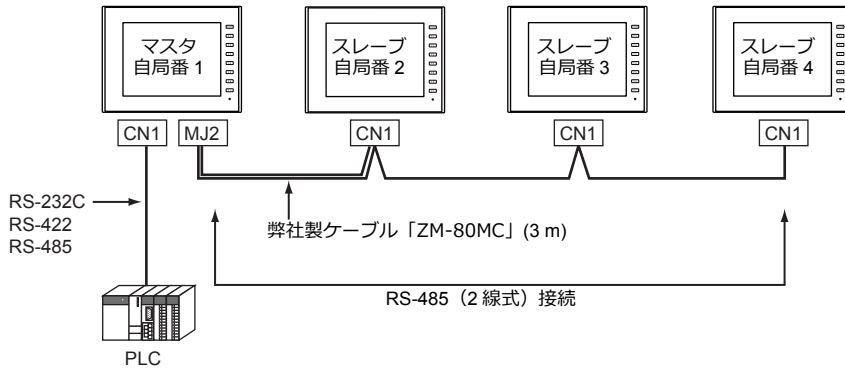 マスタ
自局番 1
スレーブ
自局番 2
スレーブ
自局番 3
スレーブ
自局番 4
CN1
MJ2
CN1
CN1
CN1
RS-232C
RS-422
RS-485
弊社製ケーブル「ZM-80MC」(3 m)
RS-485（2 線式）接続
PLC